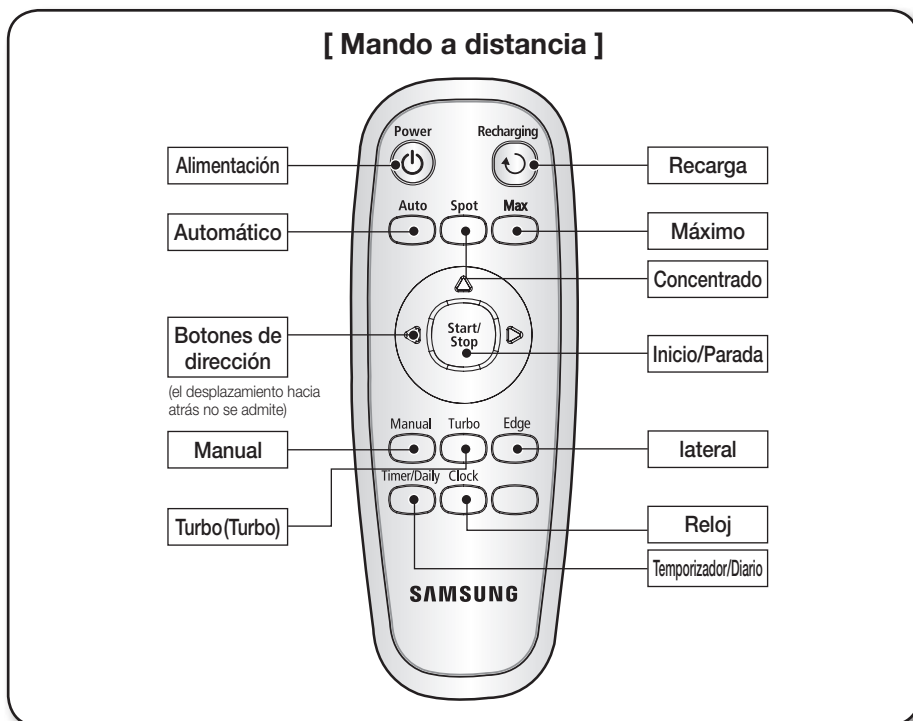 [ Mando a distancia ]
Power
Recharging
Alimentación
Recarga
Auto
Spot
Max
Automático
Máximo
Concentrado
Start/
Stop
Botones de
dirección
Inicio/Parada
(el desplazamiento hacia
atrás no se admite)
Manual
Turbo
Edge
Manual
lateral
Timer/Daily
Clock
Turbo(Turbo)
Reloj
Temporizador/Diario
SAMSUNG